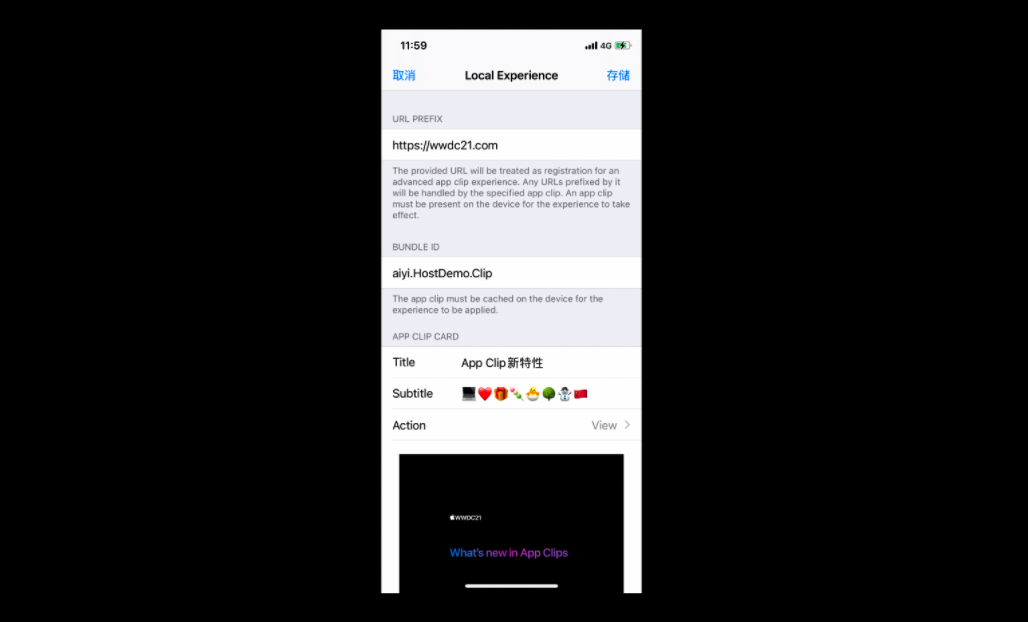 11:59 4G
取消 Local Experience 存储
URL PREFIX
https://wwdc21.com
The provided URL will be treated as registration for an
advanced app clip experience. Any URLs prefixed by it
will be handled by the specified app clip. An app clip
must be present on the device for the experience to take
effect.
BUNDLE ID
aiyi.HostDemo.Clip
The app clip must be cached on the device for the
experience to be applied.
APP CLIP CARD
Title App Clip新特性
Subtitle 💻❤️🎁🍡🐣🌳☃️🇨🇳
Action View >
WWDC21
What's new in App Clips